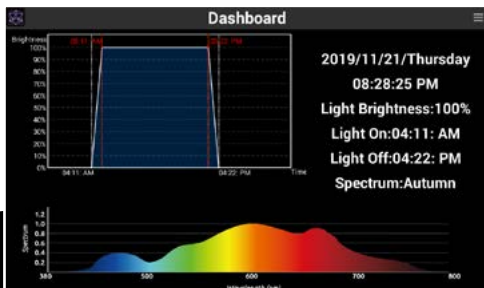 Dashboard
Brightness
100%
90%
80%
70%
60%
50%
40%
30%
20%
10%
0%
04:11: AM
04:22: PM
Time
2019/11/21/Thursday
08:28:25 PM
Light Brightness:100%
Light On:04:11: AM
Light Off:04:22: PM
Spectrum:Autumn
Spectrum
1.2
1.0
0.8
0.6
0.4
0.2
380
500
600
700
800